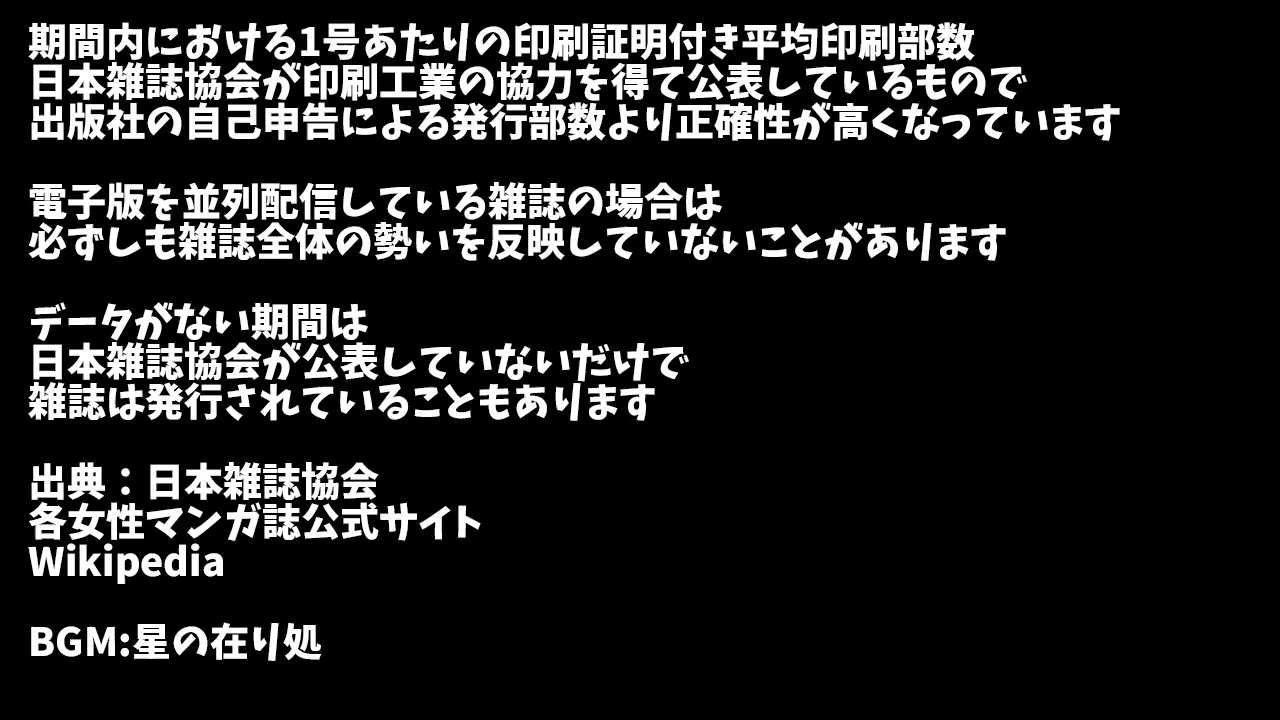 期間内における1号あたりの印刷証明付き平均印刷部数
日本雑誌協会が印刷工業の協力を得て公表しているもので
出版社の自己申告による発行部数より正確性が高くなっています
電子版を並列配信している雑誌の場合は
必ずしも雑誌全体の勢いを反映していないことがあります
データがない期間は
日本雑誌協会が公表していないだけで
雑誌は発行されていることもあります
出典：日本雑誌協会
各女性マンガ誌公式サイト
Wikipedia
BGM:星の在り処